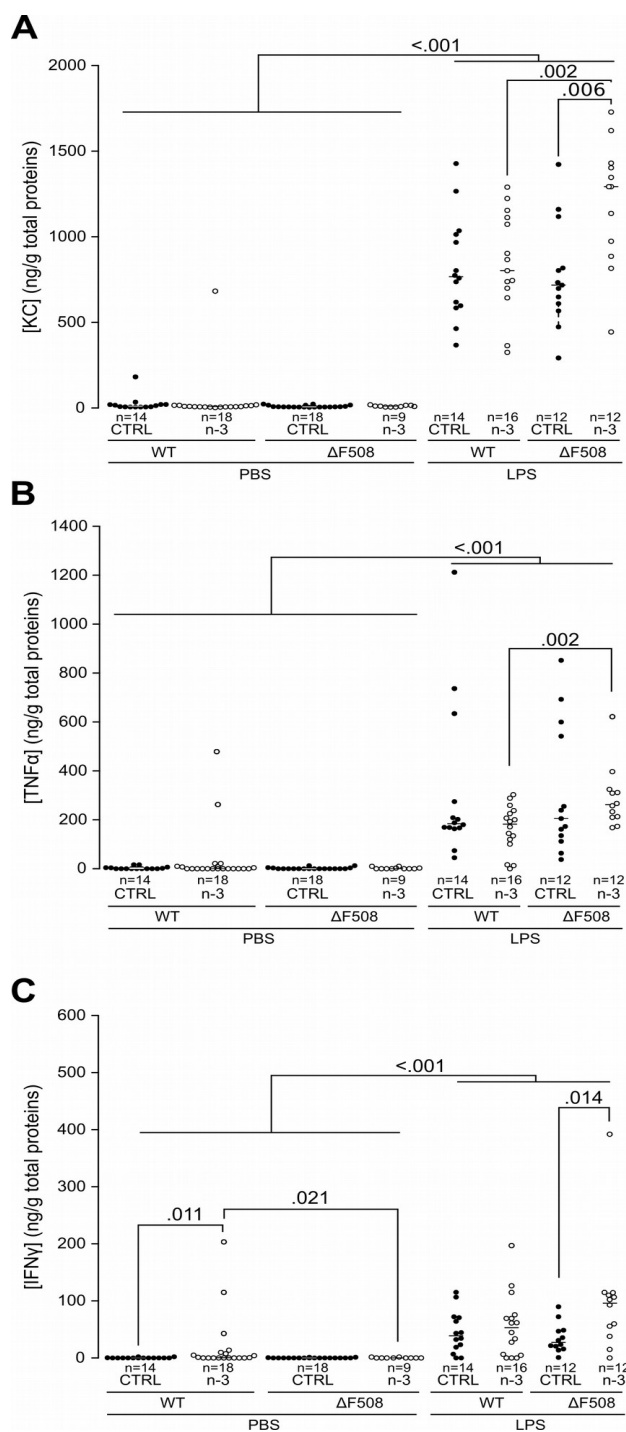 A
[KC] (ng/g total proteins)
2000
1500
1000
500
0
<.001
.002
.006
n=14 n=18 n=18 n=9 n=14 n=16 n=12 n=12
CTRL n-3 CTRL n-3 CTRL n-3 CTRL n-3
WT ΔF508 WT ΔF508
PBS LPS
B
[TNFα] (ng/g total proteins)
1400
1200
1000
800
600
400
200
0
<.001
.002
n=14 n=18 n=18 n=9 n=14 n=16 n=12 n=12
CTRL n-3 CTRL n-3 CTRL n-3 CTRL n-3
WT ΔF508 WT ΔF508
PBS LPS
C
[IFNγ] (ng/g total proteins)
600
500
400
300
200
100
0
<.001
.014
.011
.021
n=14 n=18 n=18 n=9 n=14 n=16 n=12 n=12
CTRL n-3 CTRL n-3 CTRL n-3 CTRL n-3
WT ΔF508 WT ΔF508
PBS LPS